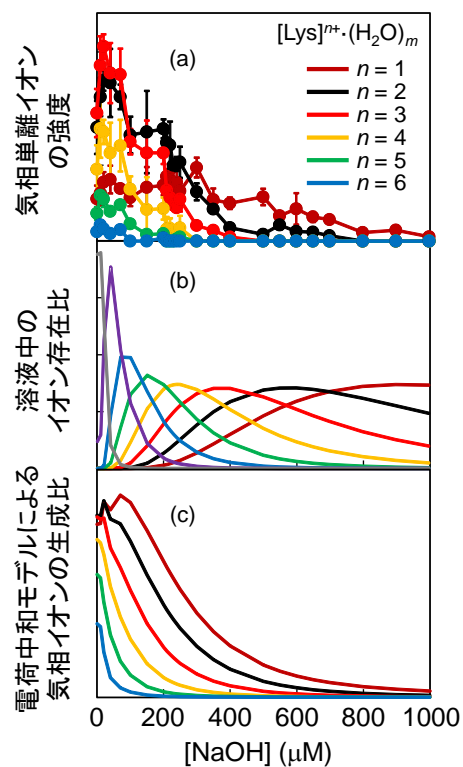 [Lys]ⁿ⁺·(H₂O)ₘ
(a)
n = 1
n = 2
n = 3
n = 4
n = 5
n = 6
気相単離イオン
の強度
(b)
溶液中の
イオン存在比
(c)
電荷中和モデルによる
気相イオンの生成比
0 200 400 600 800 1000
[NaOH] (μM)